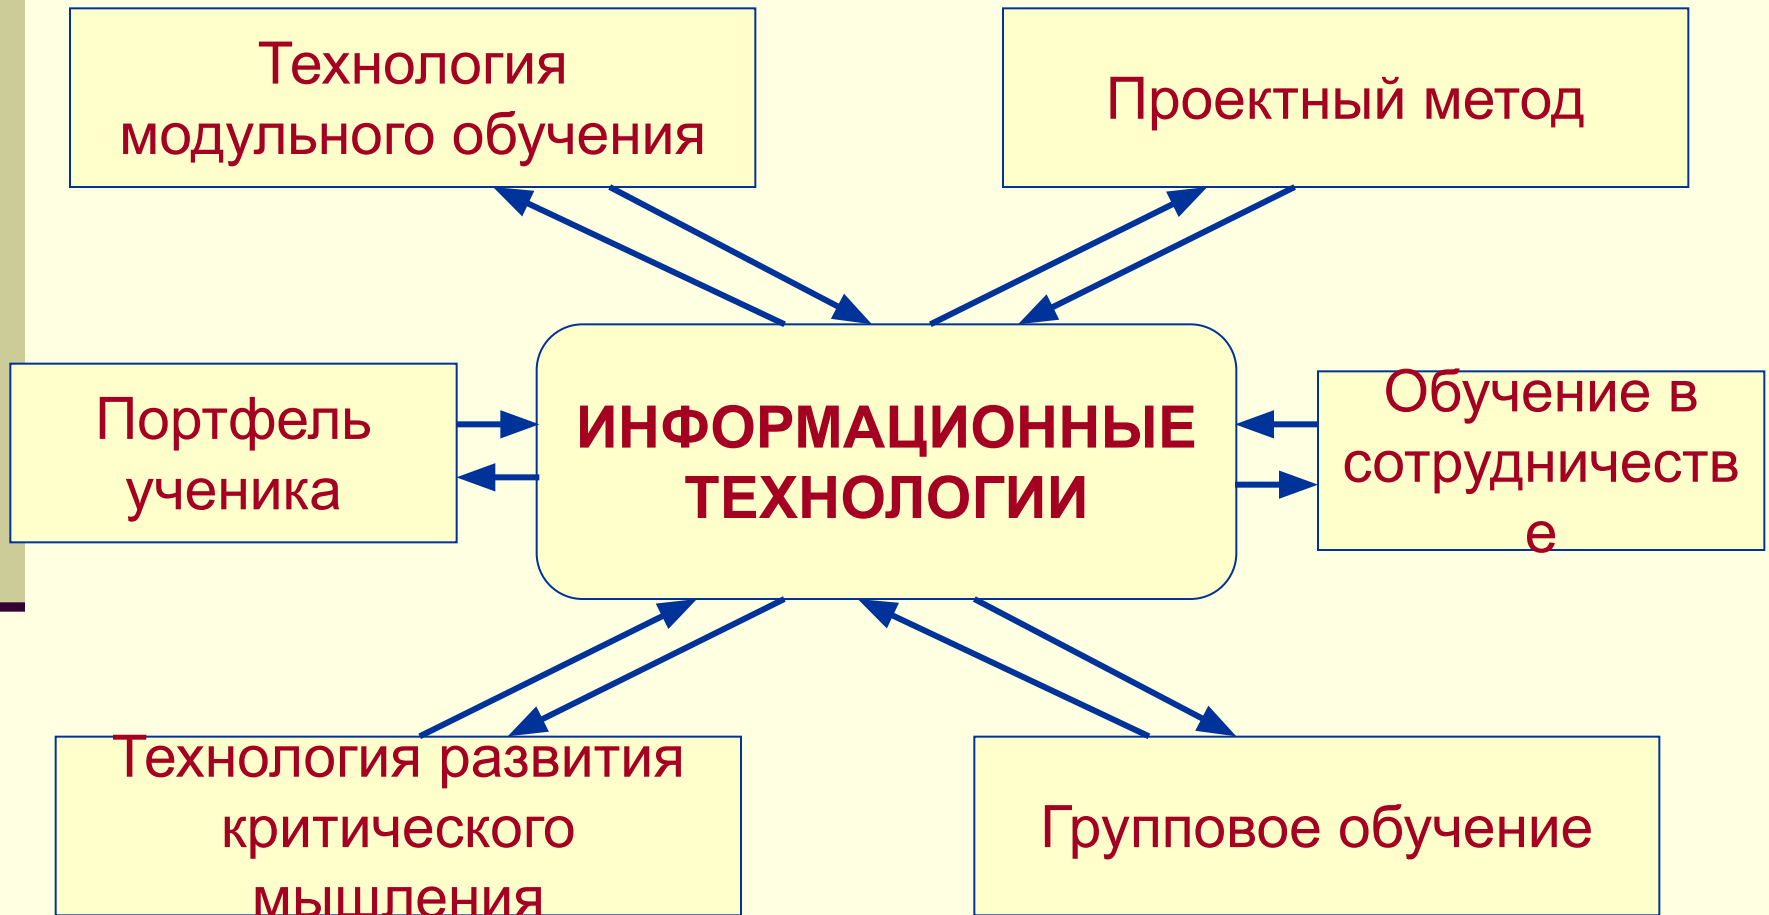 Технология
модульного обучения
Проектный метод
Портфель
ученика
ИНФОРМАЦИОННЫЕ
ТЕХНОЛОГИИ
Обучение в
сотрудничеств
е
Технология развития
критического
мышления
Групповое обучение